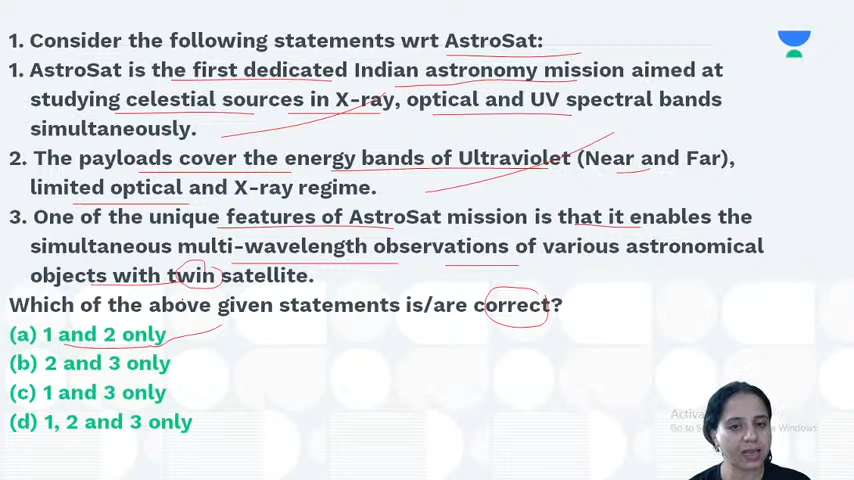 1. Consider the following statements wrt AstroSat:
1. AstroSat is the first dedicated Indian astronomy mission aimed at
studying celestial sources in X-ray, optical and UV spectral bands
simultaneously.
2. The payloads cover the energy bands of Ultraviolet (Near and Far),
limited optical and X-ray regime.
3. One of the unique features of AstroSat mission is that it enables the
simultaneous multi-wavelength observations of various astronomical
objects with twin satellite.
Which of the above given statements is/are correct?
(a) 1 and 2 only
(b) 2 and 3 only
(c) 1 and 3 only
(d) 1, 2 and 3 only
Go to
Windows.